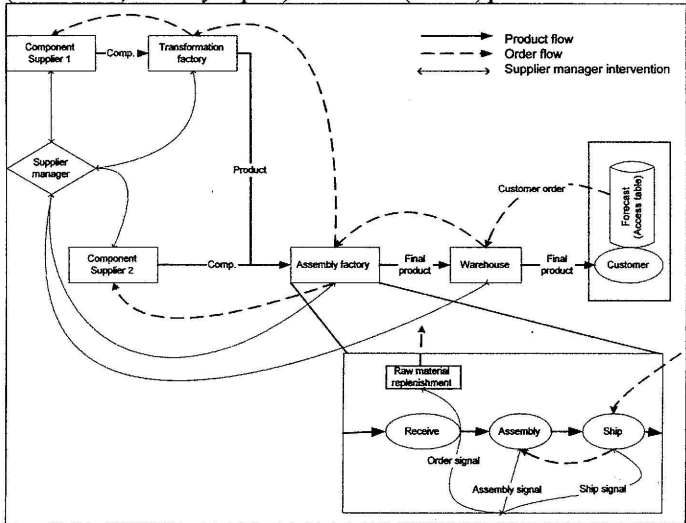 Component
Supplier 1
Comp.
Transformation
factory
Product flow
Order flow
Supplier manager intervention
Supplier
manager
Product
Customer order
Forecast
(Access table)
Component
Supplier 2
Comp.
Assembly factory
Final
product
Warehouse
Final
product
Customer
Raw material
replenishment
Receive
Assembly
Ship
Order signal
Assembly signal
Ship signal